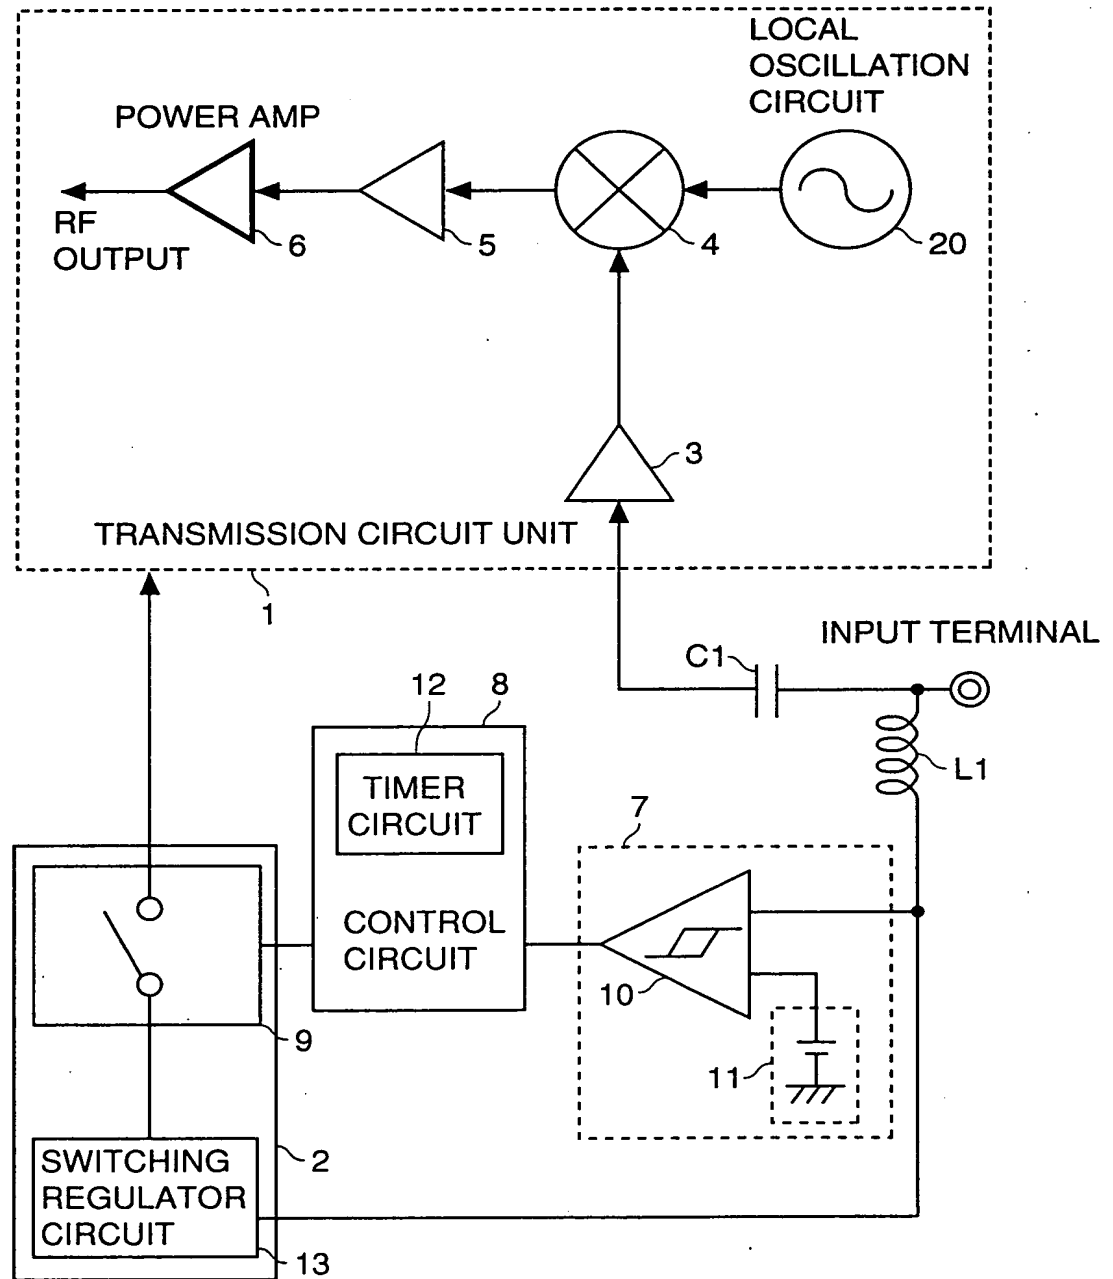 LOCAL
OSCILLATION
CIRCUIT
POWER AMP
RF
OUTPUT
6
5
4
20
3
TRANSMISSION CIRCUIT UNIT
1
INPUT TERMINAL
C1
L1
12
8
TIMER
CIRCUIT
7
CONTROL
CIRCUIT
10
9
11
2
SWITCHING
REGULATOR
CIRCUIT
13